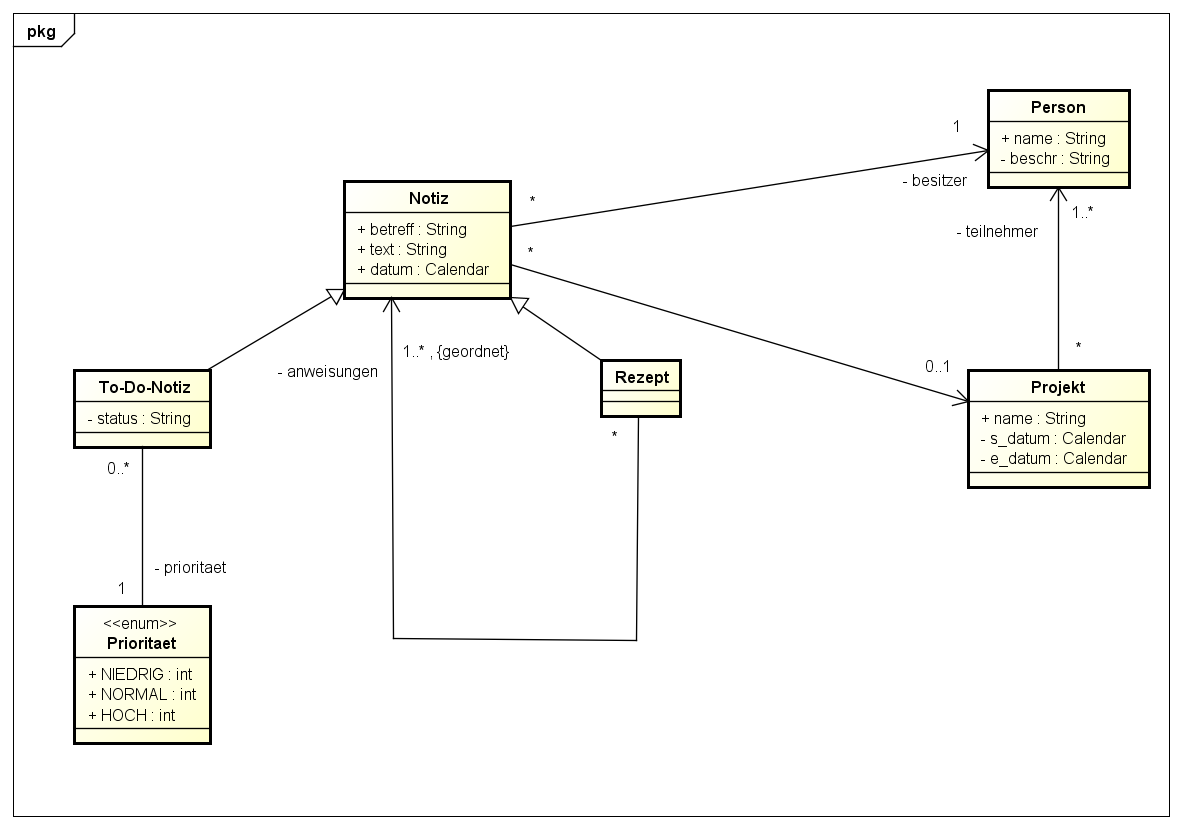 pkg
Person
+ name : String
- beschr : String
1
- besitzer
*
Notiz
+ betreff : String
+ text : String
+ datum : Calendar
*
1..*
- teilnehmer
*
1..* , {geordnet}
- anweisungen
0..1
To-Do-Notiz
- status : String
Rezept
*
Projekt
+ name : String
- s_datum : Calendar
- e_datum : Calendar
0..*
- prioritaet
1
<<enum>>
Prioritaet
+ NIEDRIG : int
+ NORMAL : int
+ HOCH : int